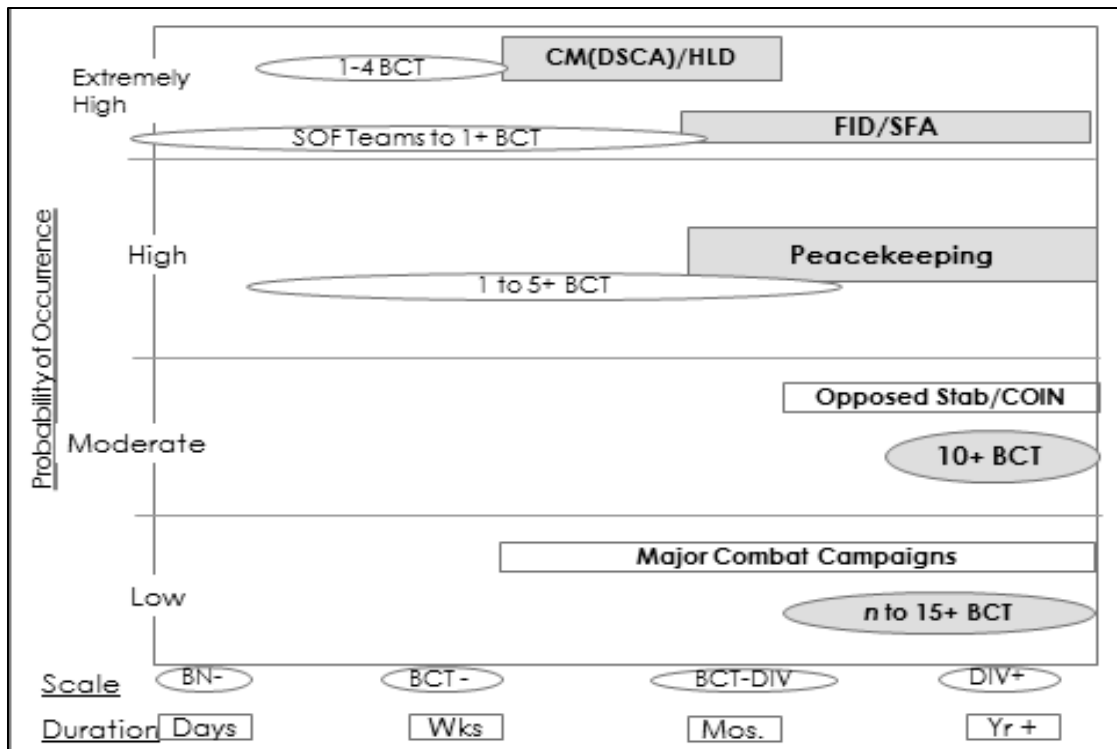 Probability of Occurrence
Extremely
High
1-4 BCT
CM(DSCA)/HLD
SOF Teams to 1+ BCT
FID/SFA
High
Peacekeeping
1 to 5+ BCT
Opposed Stab/COIN
Moderate
10+ BCT
Major Combat Campaigns
Low
n to 15+ BCT
Scale BN- BCT - BCT-DIV DIV+
Duration Days Wks Mos. Yr +